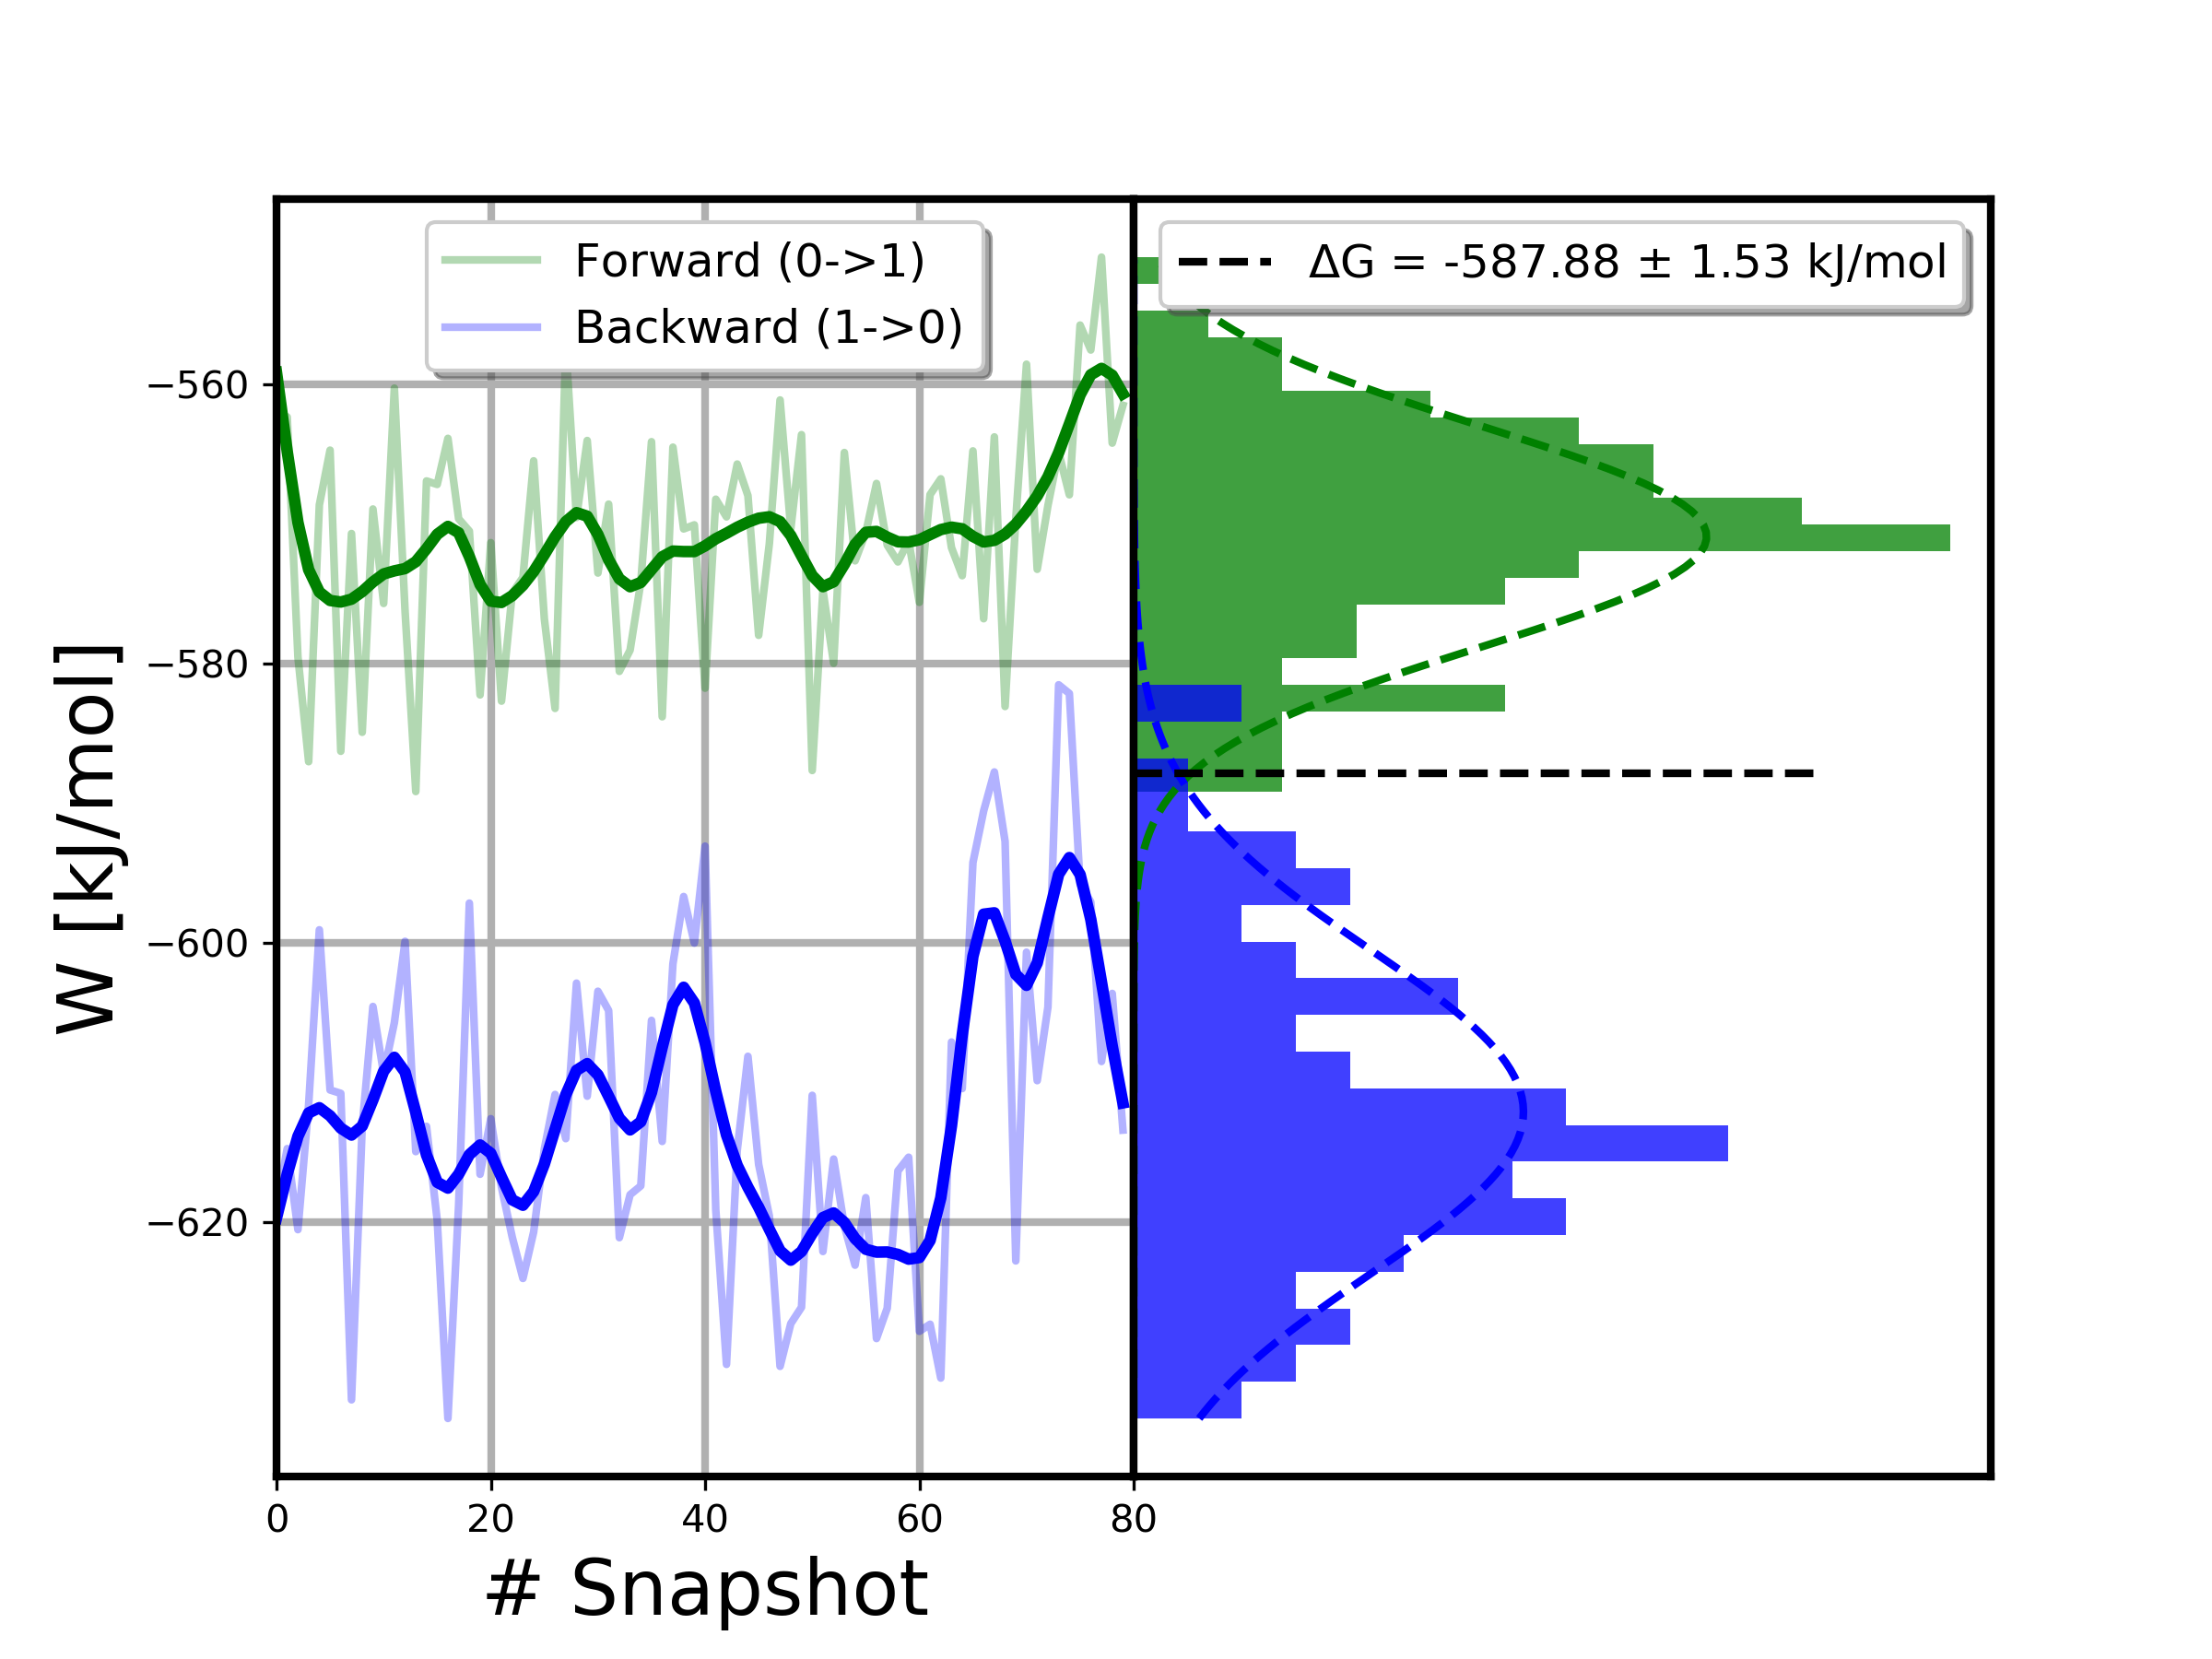 Forward (0->1)
Backward (1->0)
ΔG = -587.88 ± 1.53 kJ/mol
W [kJ/mol]
−560
−580
−600
−620
0 20 40 60 80
# Snapshot